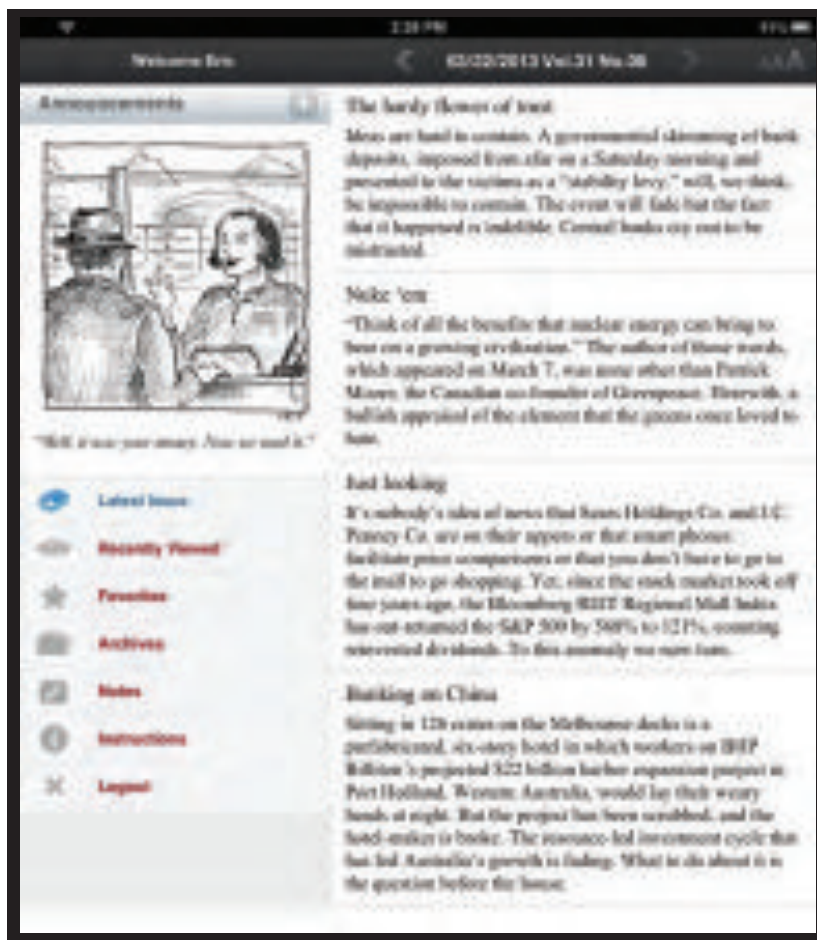 Welcome Eric
Vol.31
Announcements
"Well, it was your money. Now we need it."
Latest Issue
Recently Viewed
Favorites
Archives
Notes
Instructions
Logout
The hardy flower of trust
Ideas are hard to contain. A governmental skimming of bank
deposits, imposed from afar on a Saturday morning and
presented to the victims as a "stability levy," will, we think,
be impossible to contain. The event will fade but the fact
that it happened is indelible. Central banks cry out to be
mistrusted.
Nuke 'em
"Think of all the benefits that nuclear energy can bring to
bear on a growing civilization." The author of those words,
which appeared on March 7, was none other than Patrick
Moore, the Canadian co-founder of Greenpeace. Herewith, a
bullish appraisal of the element that the greens once loved to
hate.
Just looking
It's nobody's idea of news that Sears Holdings Co. and J.C.
Penney Co. are on their uppers or that smart phones
facilitate price comparisons or that you don't have to go to
the mall to go shopping. Yet, since the stock market took off
four years ago, the Bloomberg REIT Regional Mall Index
has out-returned the S&P 500 by to 121%, counting
reinvested dividends. To this anomaly we now turn.
Banking on China
Sitting in 128 crates on the Melbourne docks is a
prefabricated, six-story hotel in which workers on BHP
Billiton's projected $22 billion harbor expansion project in
Port Hedland, Western Australia, would lay their weary
heads at night. But the project has been scrubbed, and the
hotel-maker is broke. The resource-led investment cycle that
has led Australia's growth is fading. What to do about it is
the question before the house.